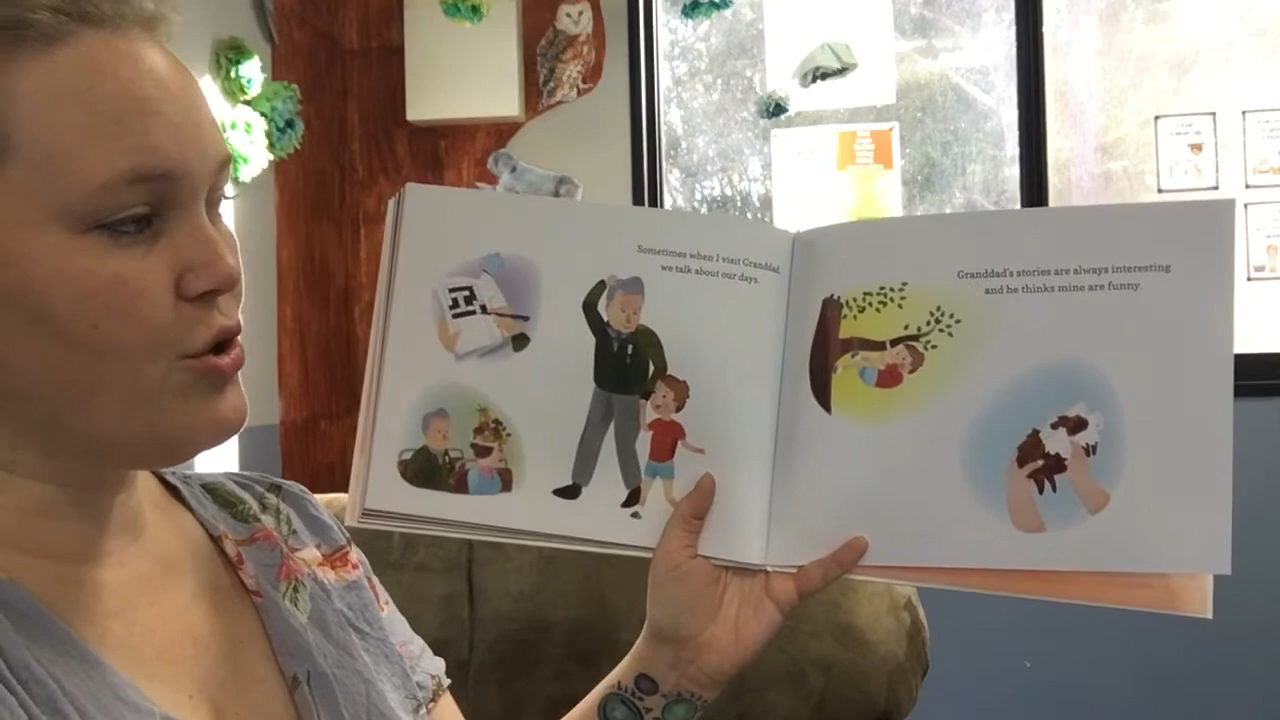 Sometimes when I visit Granddad,
we talk about our days.
Granddad's stories are always interesting
and he thinks mine are funny.